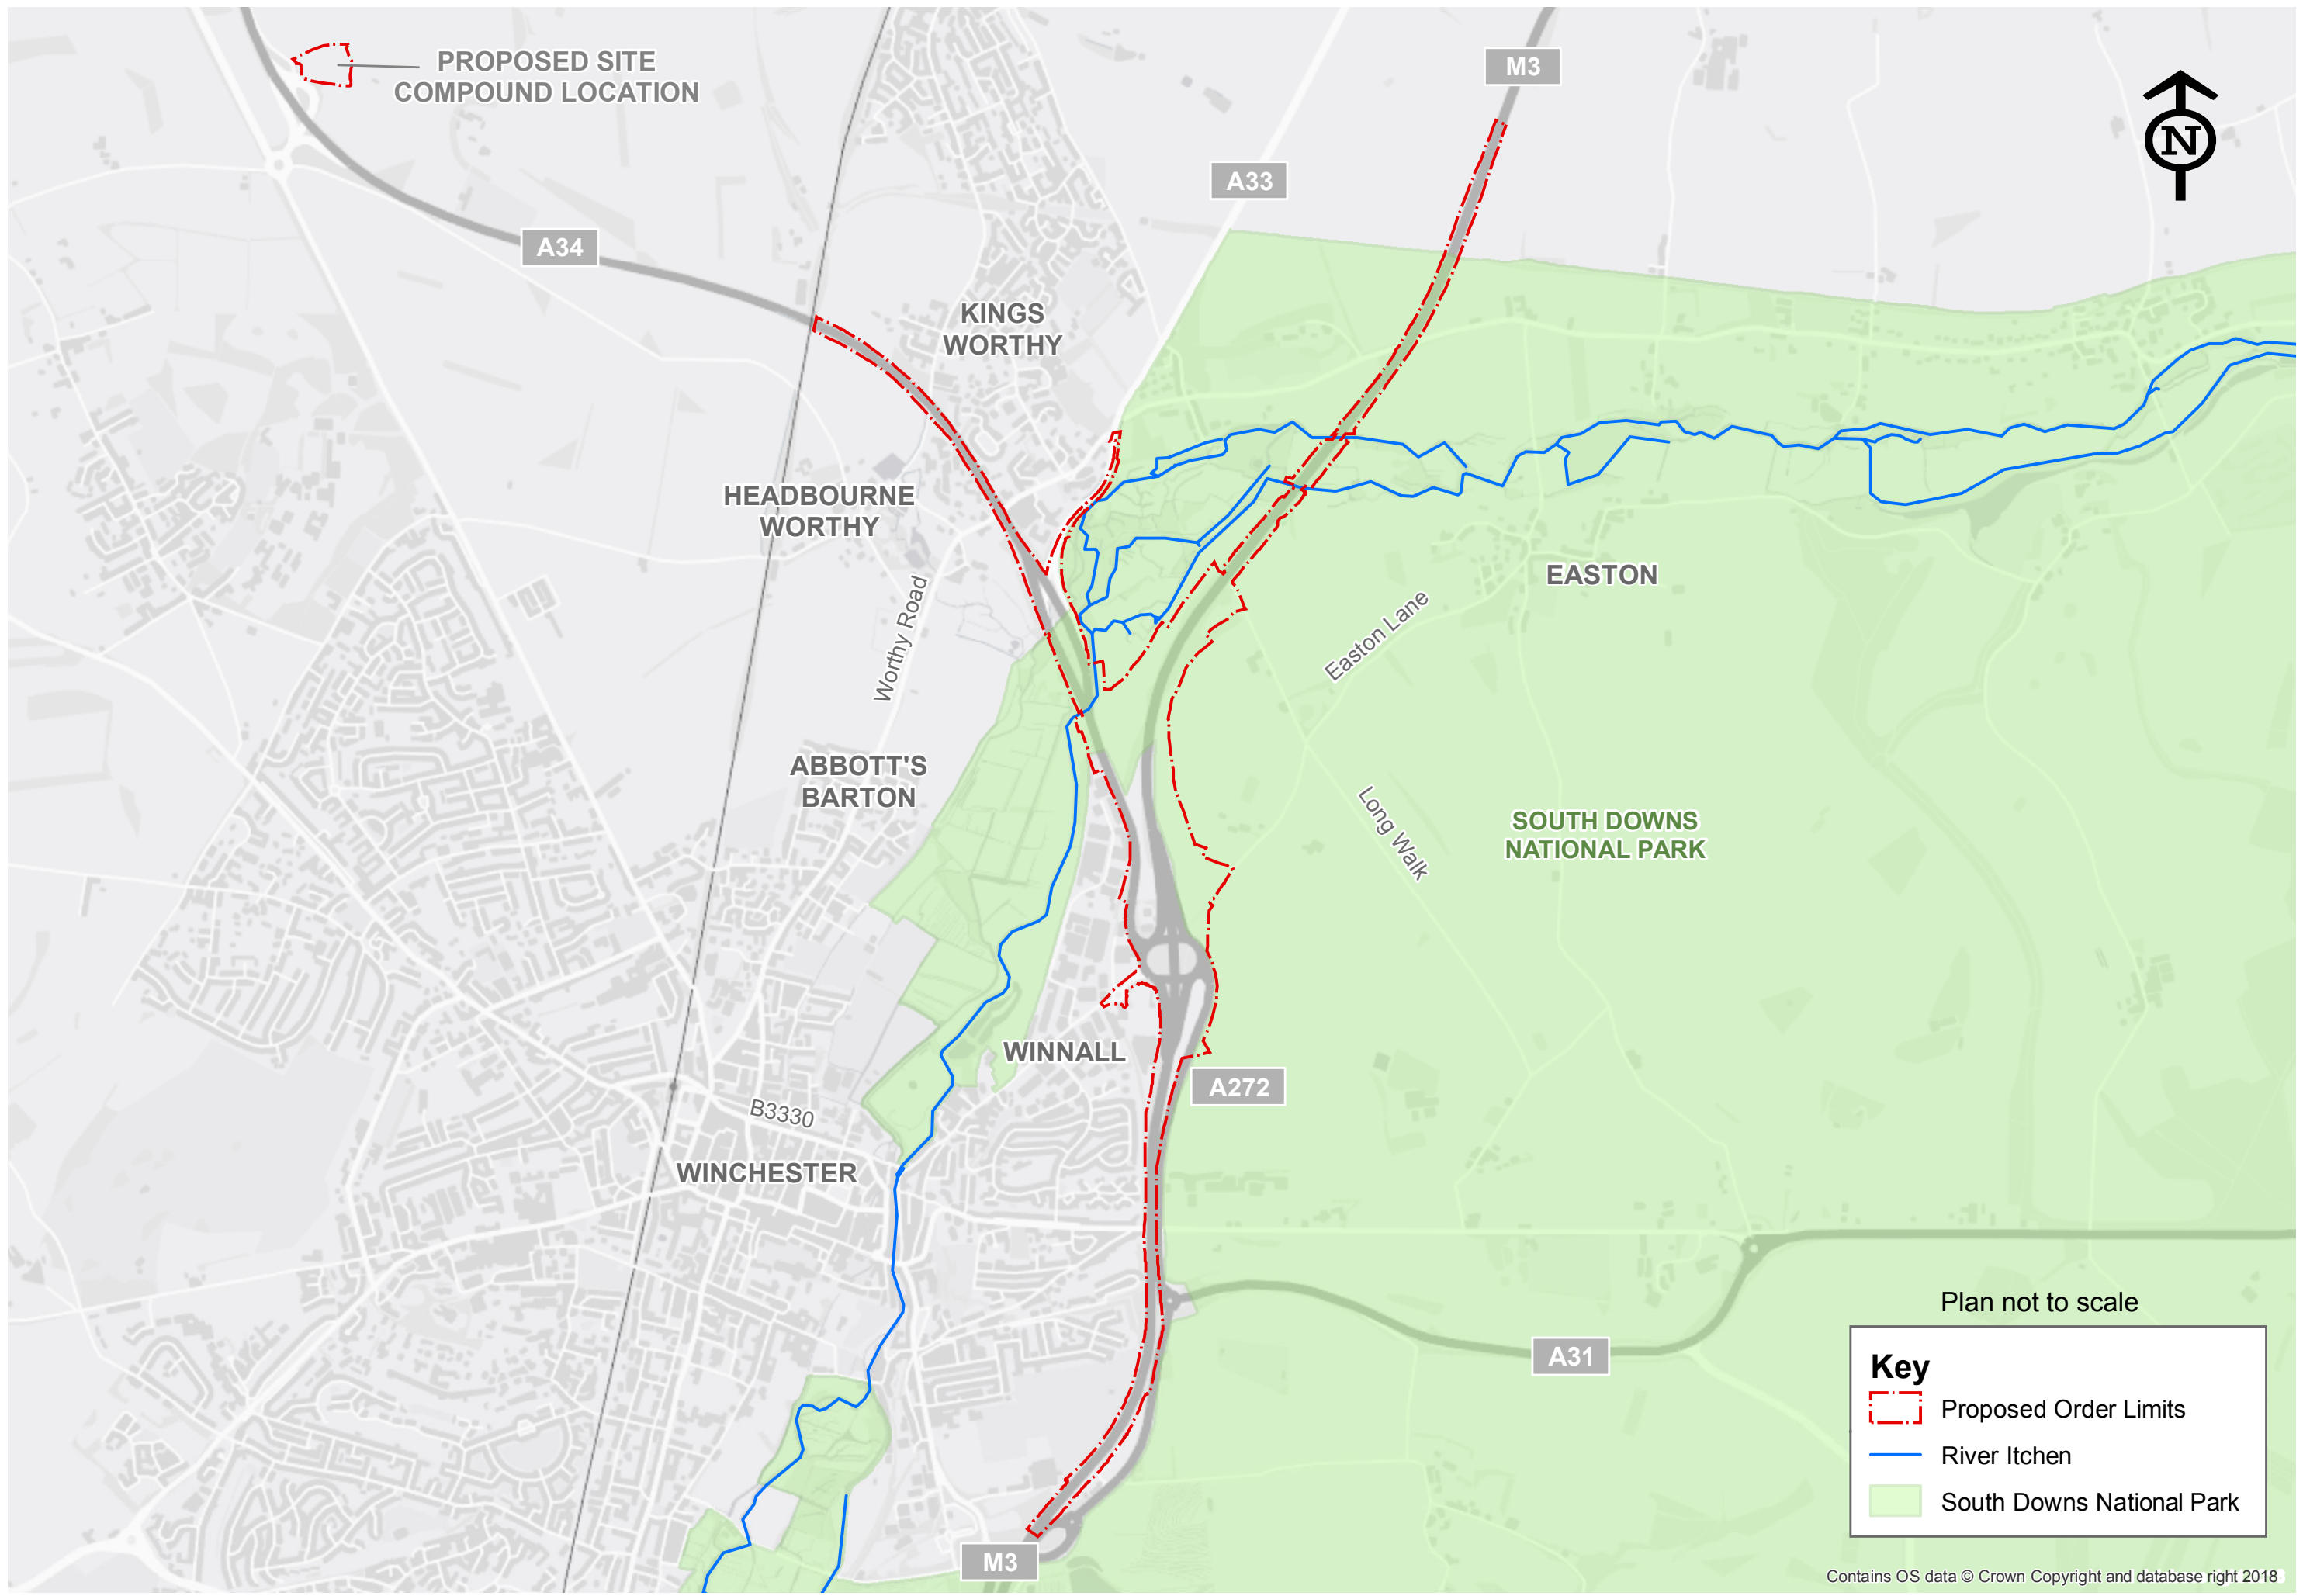 PROPOSED SITE
COMPOUND LOCATION
M3
N
A33
A34
KINGS
WORTHY
HEADBOURNE
WORTHY
EASTON
Worthy Road
Easton Lane
ABBOTT'S
BARTON
Long Walk
SOUTH DOWNS
NATIONAL PARK
WINNALL
A272
B3330
WINCHESTER
Plan not to scale
A31
Key
Proposed Order Limits
River Itchen
South Downs National Park
M3
Contains OS data © Crown Copyright and database right 2018